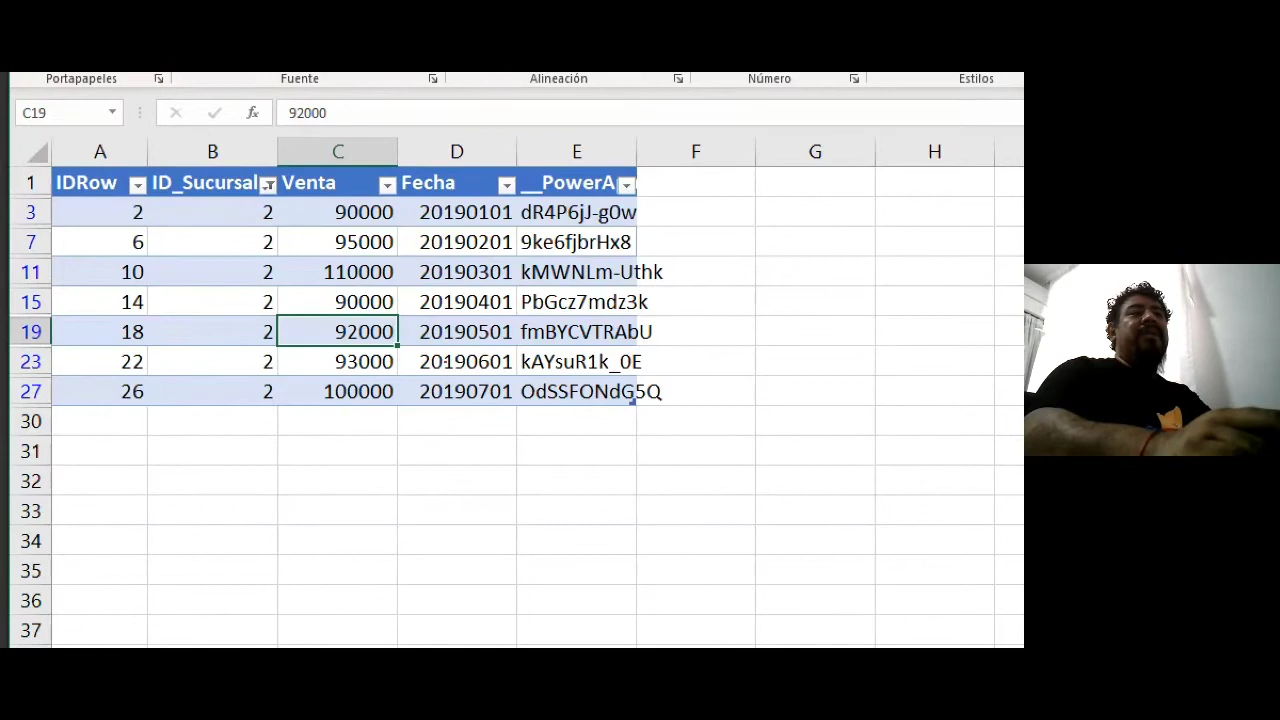 Portapapeles Fuente Alineación Número Estilos
C19 fx 92000
A B C D E F G H
1 IDRow ID_Sucursal Venta Fecha __PowerA
3 2 2 90000 20190101 dR4P6jJ-g0w
7 6 2 95000 20190201 9ke6fjbrHx8
11 10 2 110000 20190301 kMWNLm-Uthk
15 14 2 90000 20190401 PbGcz7mdz3k
19 18 2 92000 20190501 fmBYCVTRAbU
23 22 2 93000 20190601 kAYsuR1k_0E
27 26 2 100000 20190701 OdSSFONdG5Q
30
31
32
33
34
35
36
37